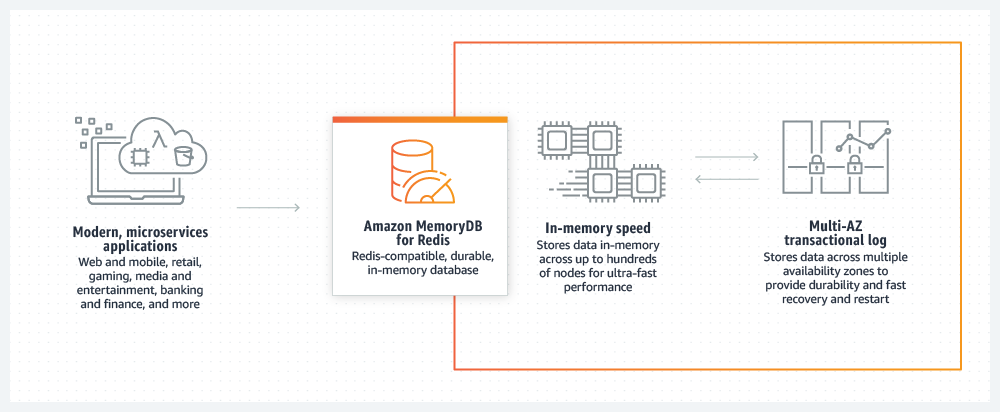 Modern, microservices
applications
Web and mobile, retail,
gaming, media and
entertainment, banking
and finance, and more
Amazon MemoryDB
for Redis
Redis-compatible, durable,
in-memory database
In-memory speed
Stores data in-memory
across up to hundreds
of nodes for ultra-fast
performance
Multi-AZ
transactional log
Stores data across multiple
availability zones to
provide durability and fast
recovery and restart